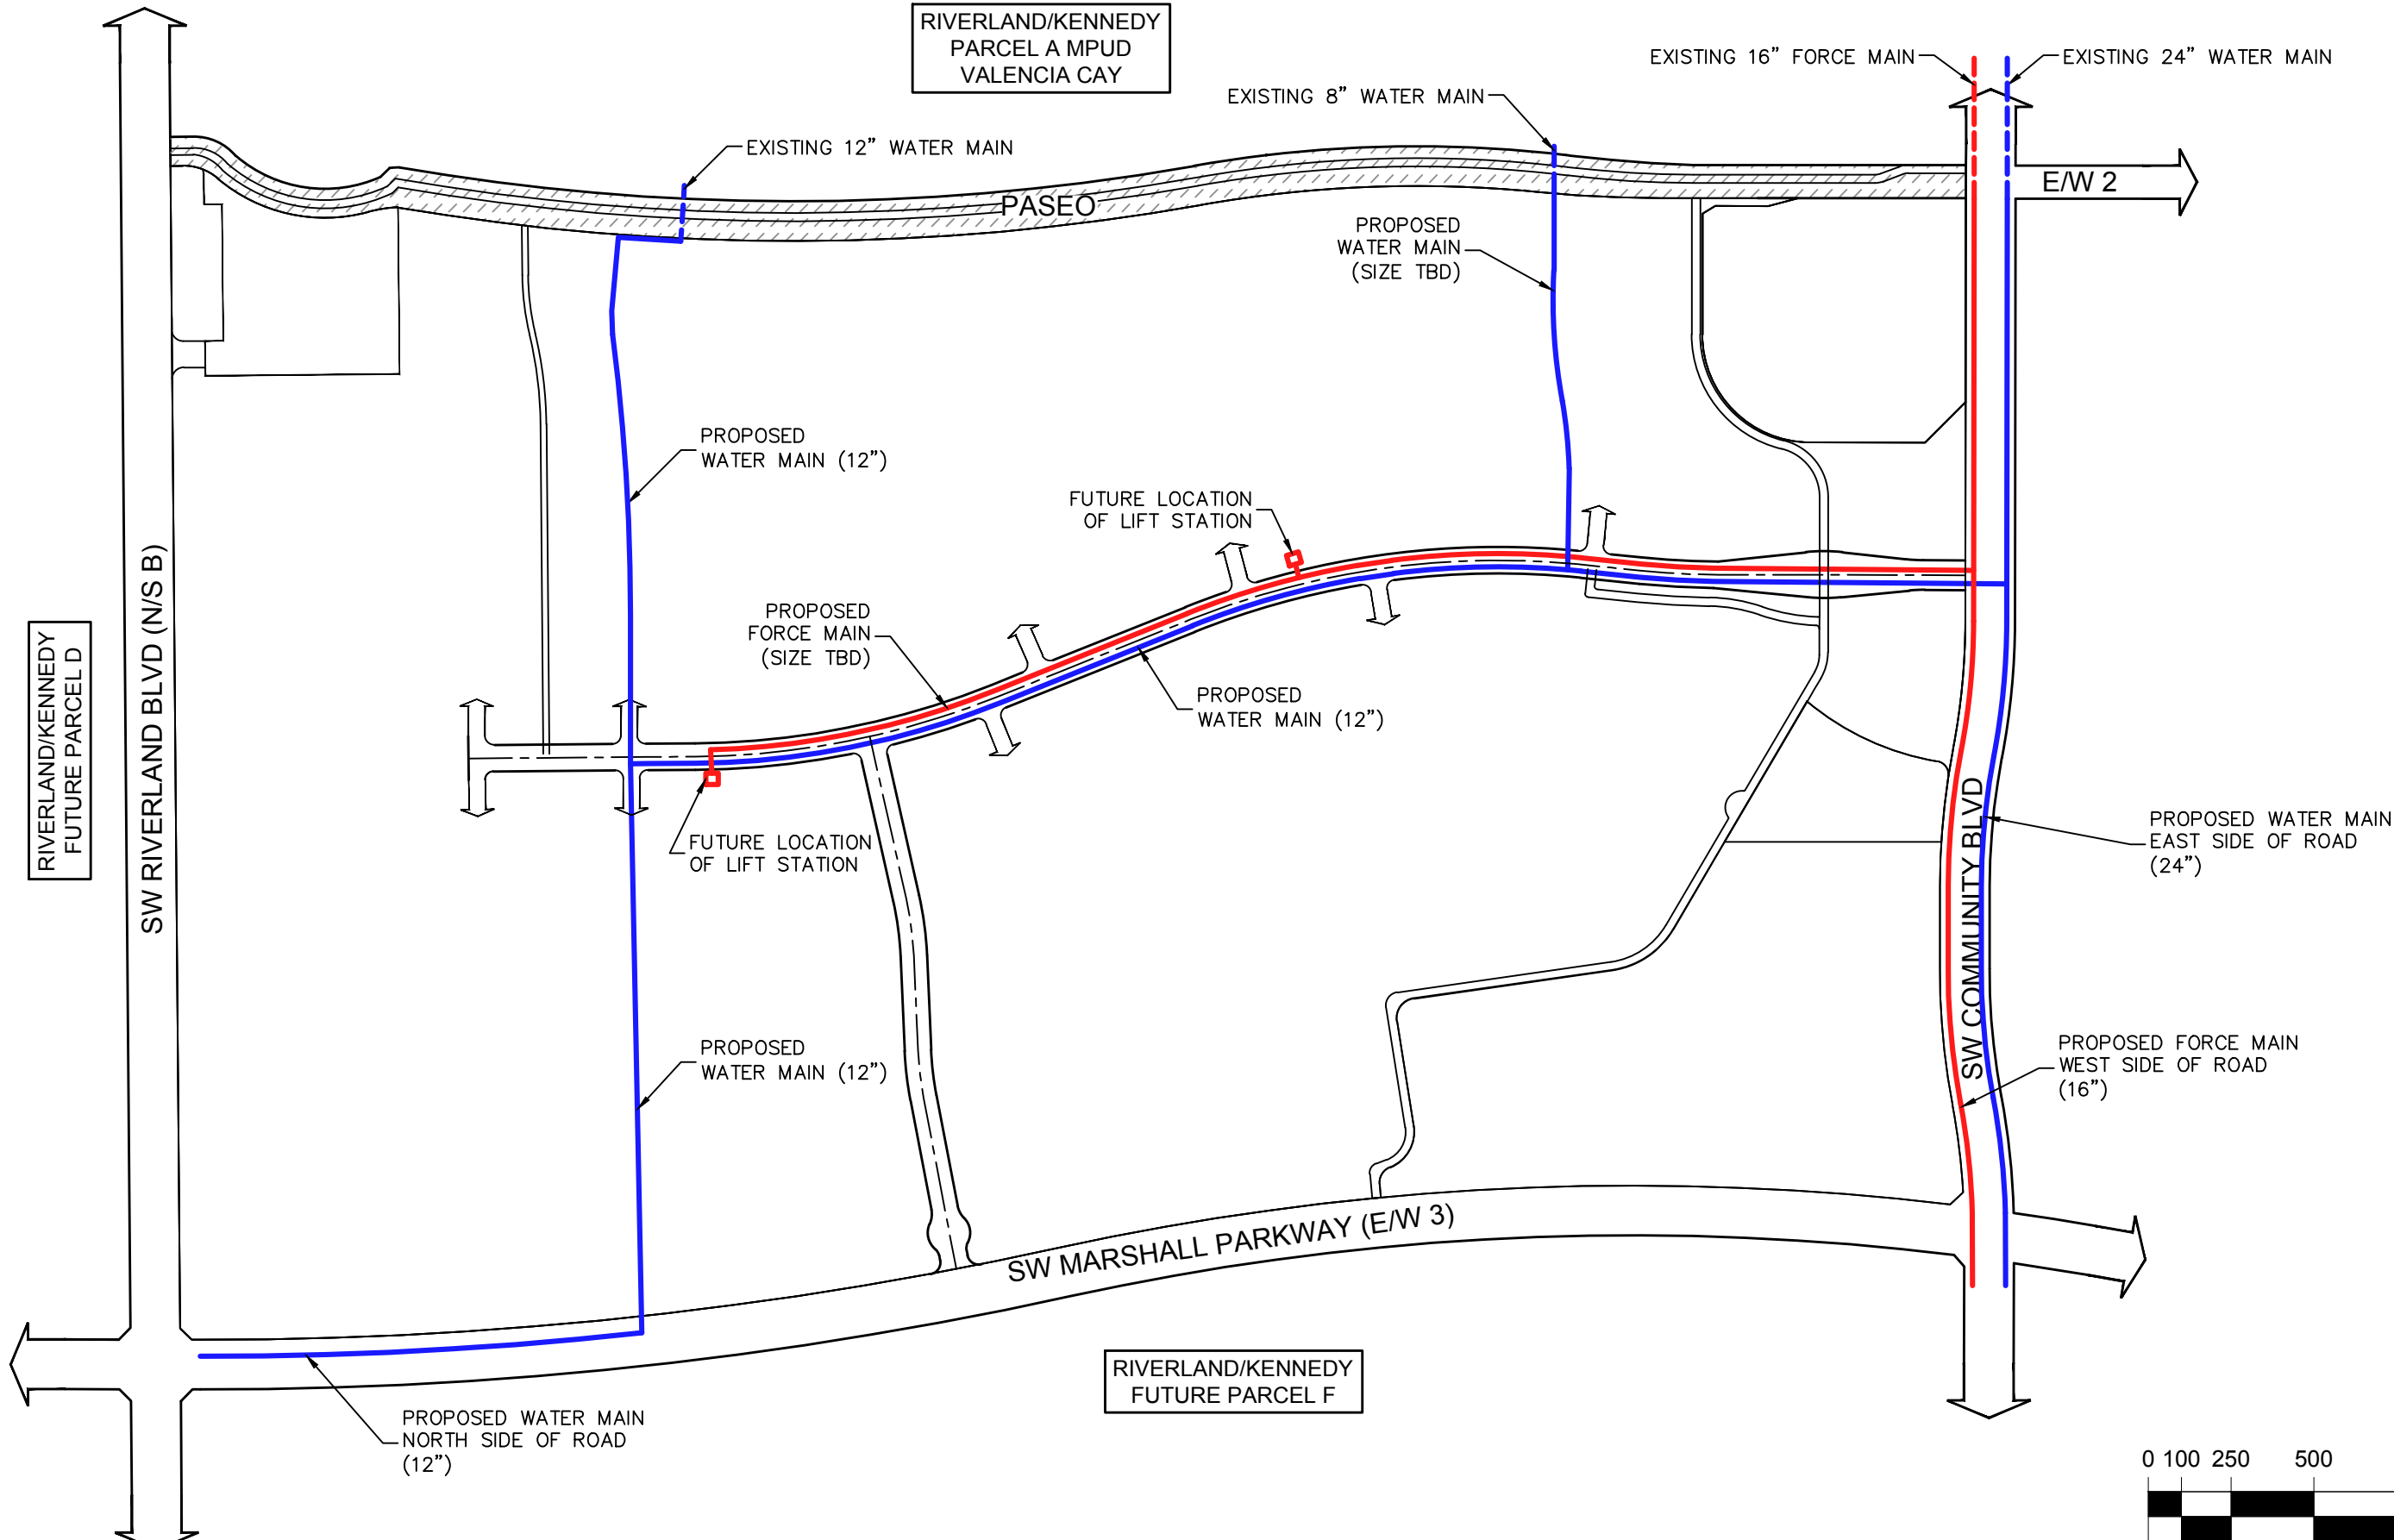 RIVERLAND/KENNEDY
PARCEL A MPUD
VALENCIA CAY
EXISTING 16” FORCE MAIN
EXISTING 24” WATER MAIN
EXISTING 8” WATER MAIN
EXISTING 12” WATER MAIN
E/W 2
PASEO
PROPOSED
WATER MAIN
(SIZE TBD)
PROPOSED
WATER MAIN (12”)
FUTURE LOCATION
OF LIFT STATION
PROPOSED
FORCE MAIN
(SIZE TBD)
PROPOSED
WATER MAIN (12”)
RIVERLAND/KENNEDY
FUTURE PARCEL D
SW RIVERLAND BLVD (N/S B)
FUTURE LOCATION
OF LIFT STATION
SW COMMUNITY BLVD
PROPOSED WATER MAIN
EAST SIDE OF ROAD
(24”)
PROPOSED
WATER MAIN (12”)
PROPOSED FORCE MAIN
WEST SIDE OF ROAD
(16”)
SW MARSHALL PARKWAY (E/W 3)
RIVERLAND/KENNEDY
FUTURE PARCEL F
PROPOSED WATER MAIN
NORTH SIDE OF ROAD
(12”)
0 100 250 500